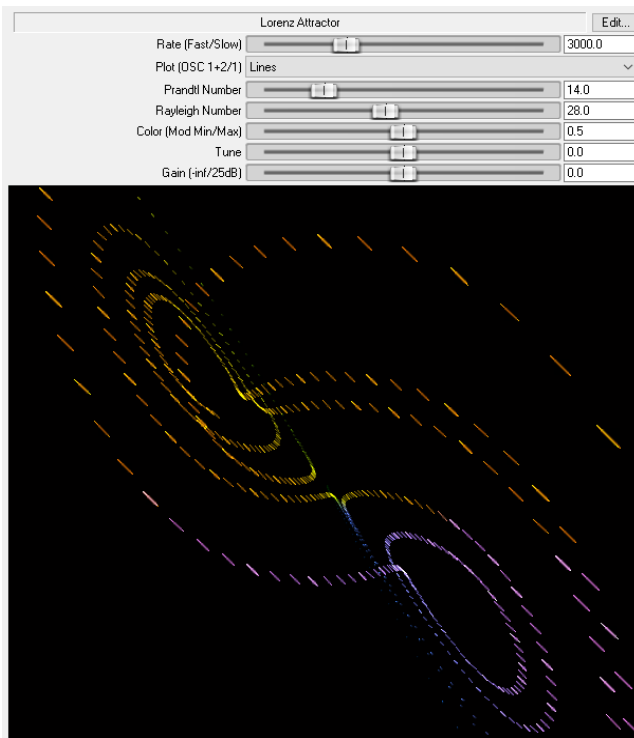 Lorenz Attractor Edit...
Rate (Fast/Slow) 3000.0
Plot (OSC 1+2/1) Lines
Prandtl Number 14.0
Rayleigh Number 28.0
Color (Mod Min/Max) 0.5
Tune 0.0
Gain (-inf/25dB) 0.0